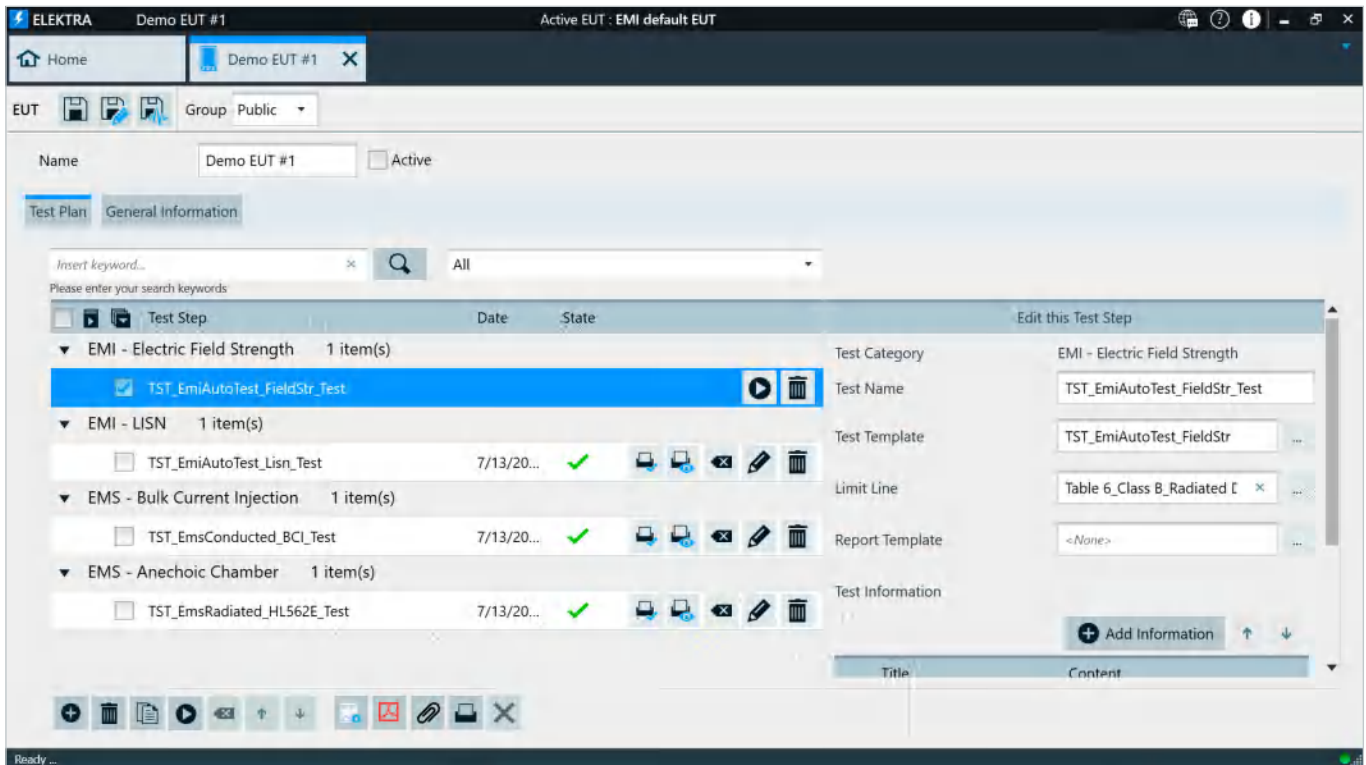 ELEKTRA Demo EUT #1 Active EUT : EMI default EUT
Home Demo EUT #1
EUT Group Public
Name Demo EUT #1 Active
Test Plan General Information
Insert keyword... All
Please enter your search keywords
Test Step Date State Edit this Test Step
EMI - Electric Field Strength 1 item(s)
Test Category EMI - Electric Field Strength
TST_EmiAutoTest_FieldStr_Test
Test Name TST_EmiAutoTest_FieldStr_Test
EMI - LISN 1 item(s)
Test Template TST_EmiAutoTest_FieldStr ...
TST_EmiAutoTest_Lisn_Test 7/13/20...
Limit Line Table 6_Class B_Radiated D ...
EMS - Bulk Current Injection 1 item(s)
TST_EmsConducted_BCI_Test 7/13/20...
Report Template <None> ...
EMS - Anechoic Chamber 1 item(s)
Test Information
TST_EmsRadiated_HL562E_Test 7/13/20...
Add Information
Title Content
Ready ...